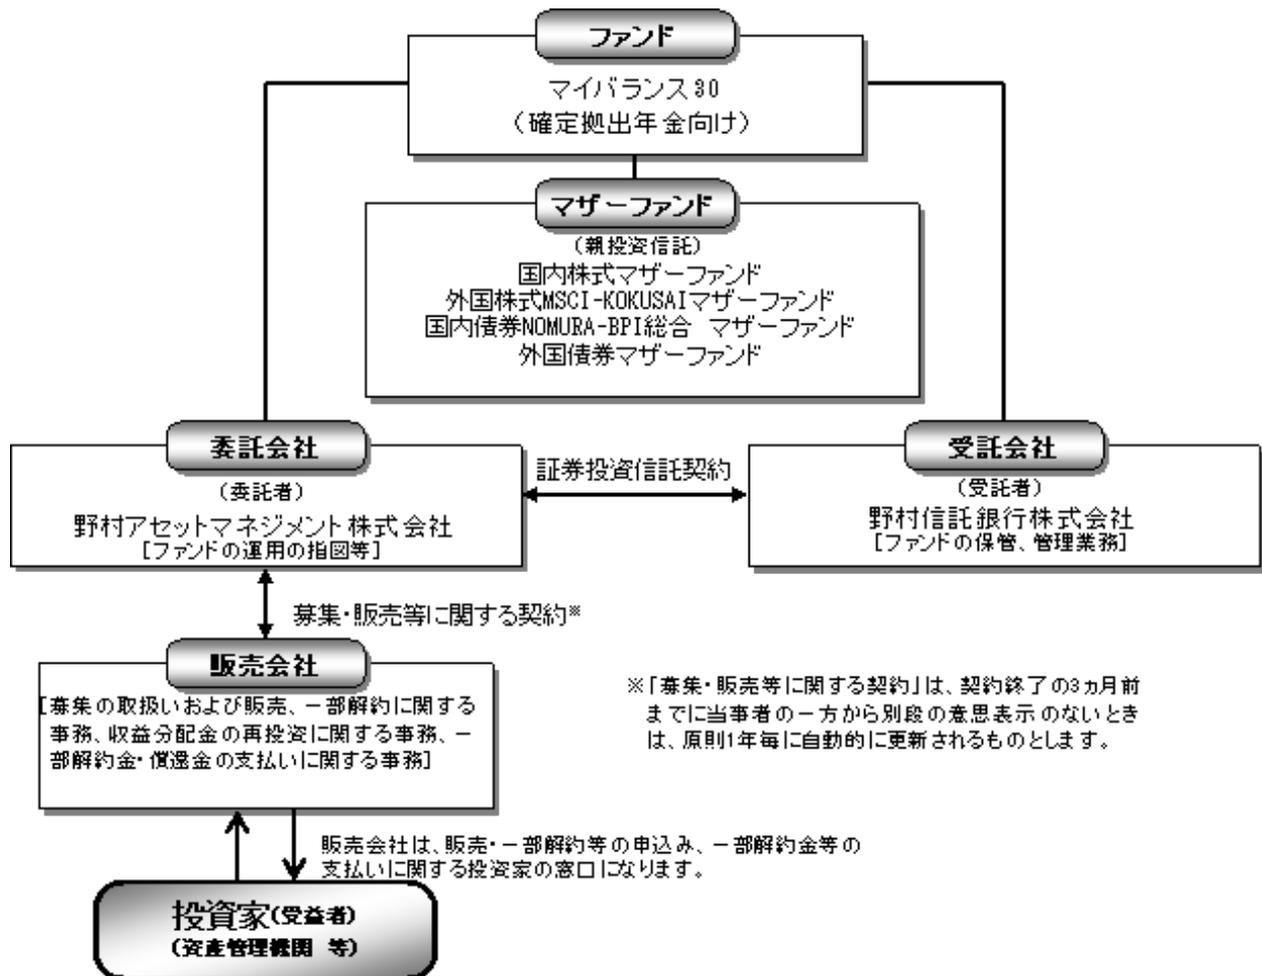 ファンド
マイバランス30
（確定拠出年金向け）
マザーファンド
（親投資信託）
国内株式マザーファンド
外国株式MSCI-KOKUSAIマザーファンド
国内債券NOMURA-BPI総合　マザーファンド
外国債券マザーファンド
委託会社
（委託者）
野村アセットマネジメント株式会社
［ファンドの運用の指図等］
証券投資信託契約
受託会社
（受託者）
野村信託銀行株式会社
［ファンドの保管、管理業務］
募集・販売等に関する契約※
販売会社
［募集の取扱いおよび販売、一部解約に関する
事務、収益分配金の再投資に関する事務、一
部解約金・償還金の支払いに関する事務］
※「募集・販売等に関する契約」は、契約終了の3ヵ月前
までに当事者の一方から別段の意思表示のないとき
は、原則1年毎に自動的に更新されるものとします。
販売会社は、販売・一部解約等の申込み、一部解約金等の
支払いに関する投資家の窓口になります。
投資家（受益者）
（資産管理機関　等）